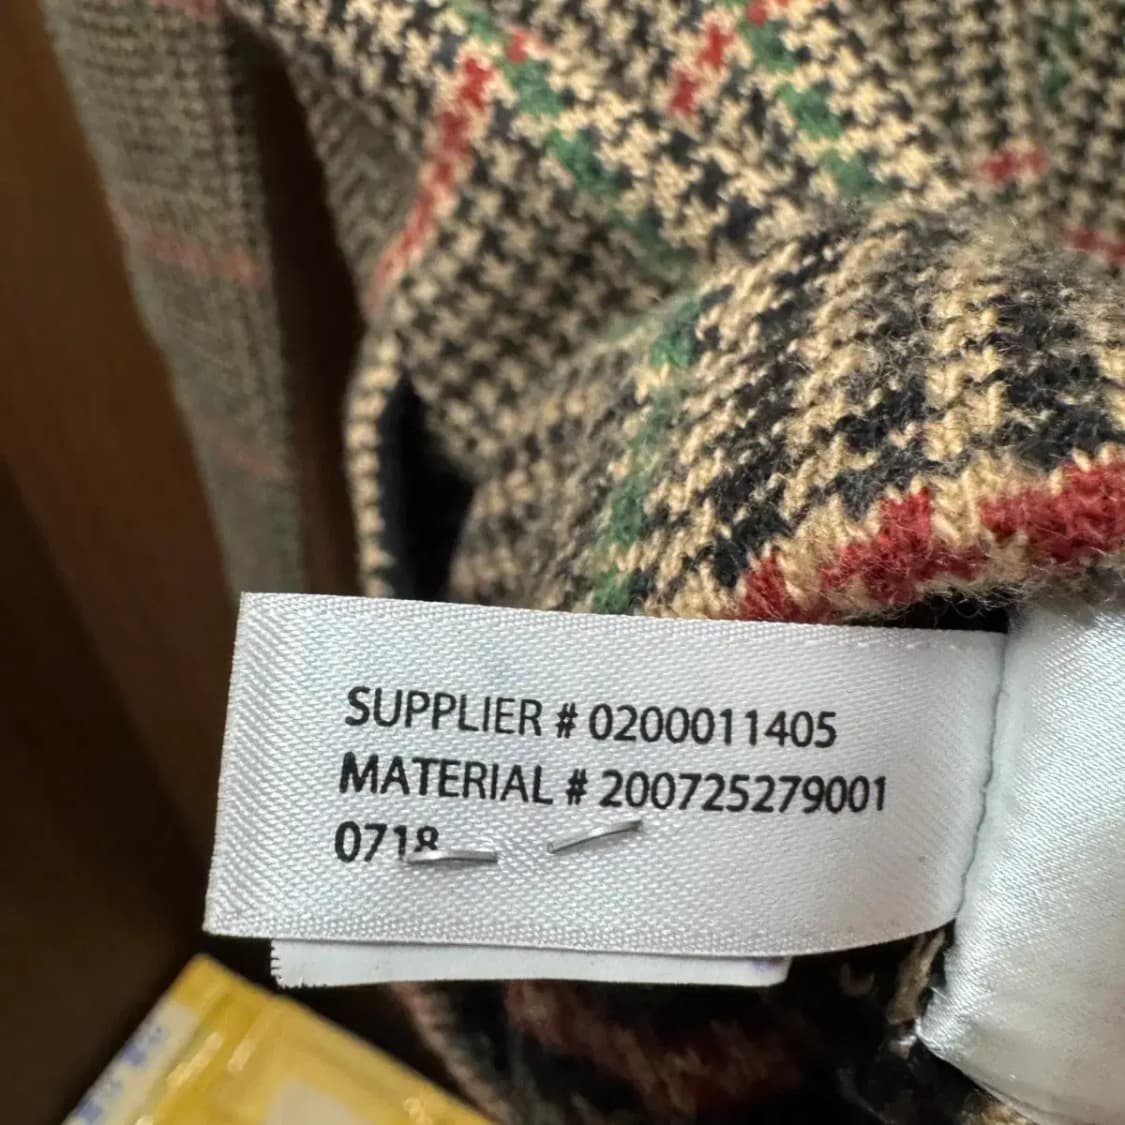 SUPPLIER # 0200011405
MATERIAL # 200725279001
0718